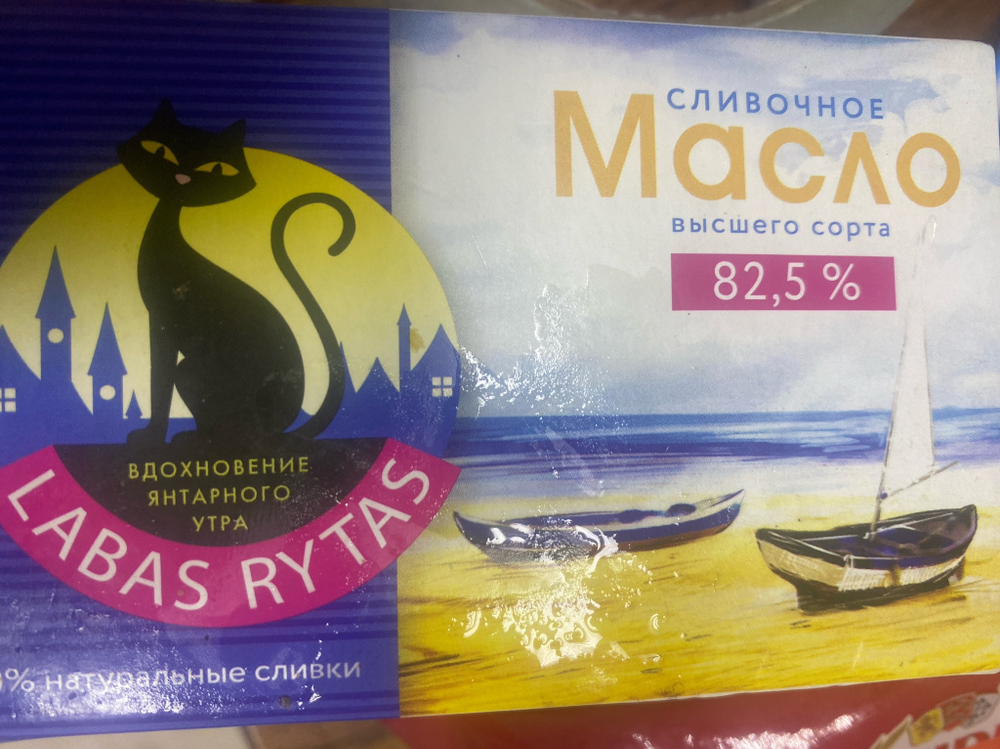 СЛИВОЧНОЕ
Масло
высшего сорта
82,5 %
ВДОХНОВЕНИЕ
ЯНТАРНОГО
УТРА
LABAS RYTAS
% натуральные сливки